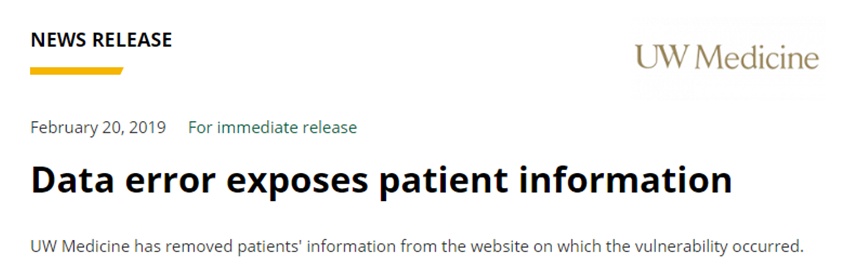 NEWS RELEASE
UW Medicine
February 20, 2019 For immediate release
Data error exposes patient information
UW Medicine has removed patients' information from the website on which the vulnerability occurred.